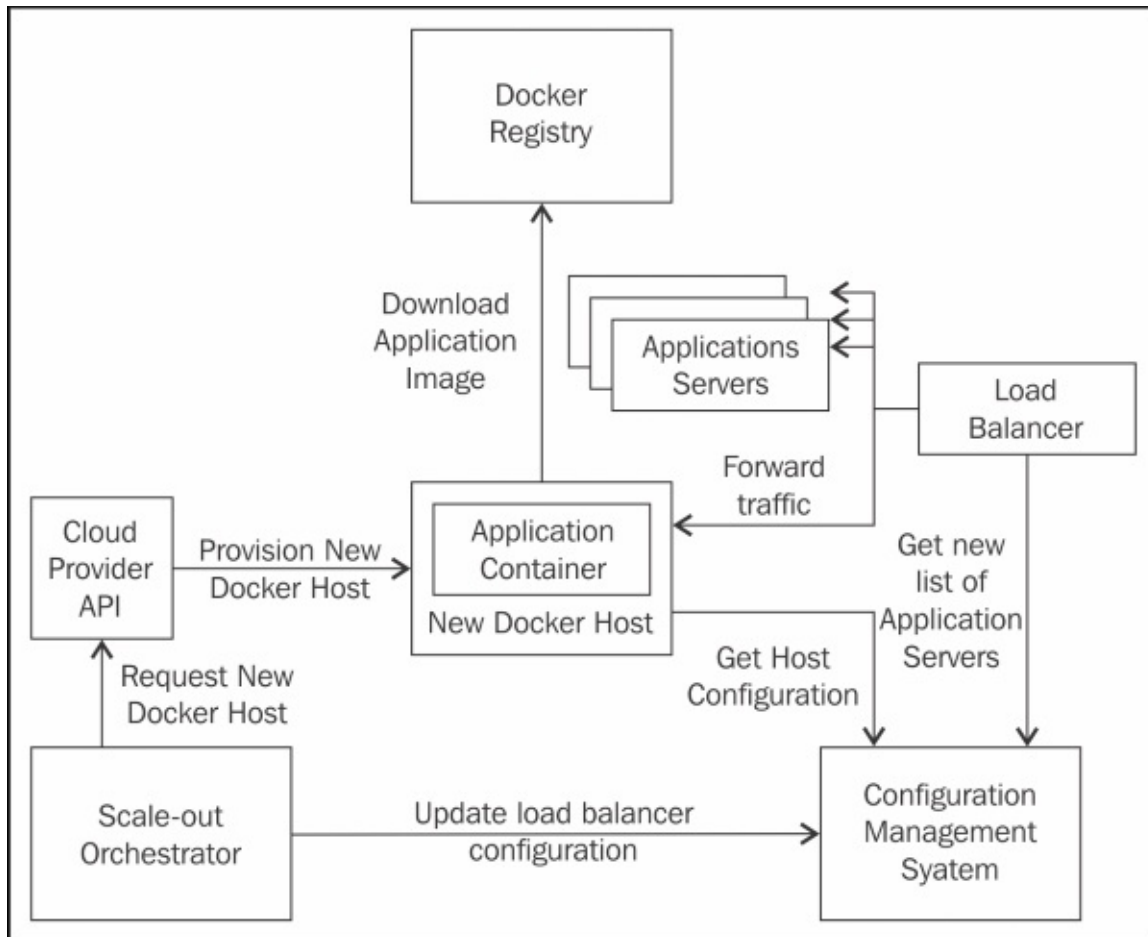 Docker
Registry
Download
Application
Image
Applications
Servers
Load
Balancer
Forward
traffic
Cloud
Provider
API
Provision New
Docker Host
Application
Container
New Docker Host
Get new
list of
Application
Servers
Request New
Docker Host
Get Host
Configuration
Scale-out
Orchestrator
Update load balancer
configuration
Configuration
Management
Syatem